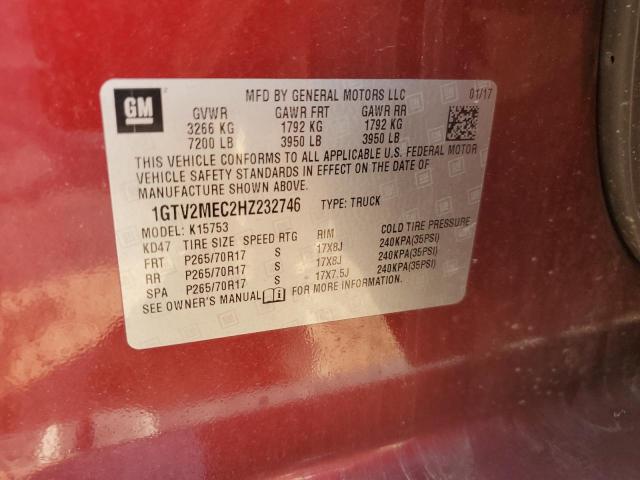 GM
MFD BY GENERAL MOTORS LLC 01/17
GVWR GAWR FRT GAWR RR
3266 KG 1792 KG 1792 KG
7200 LB 3950 LB 3950 LB
THIS VEHICLE CONFORMS TO ALL APPLICABLE U.S. FEDERAL MOTOR
VEHICLE SAFETY STANDARDS IN EFFECT ON THE DATE OF
MANUFACTURE SHOWN ABOVE.
1GTV2MEC2HZ232746 TYPE: TRUCK
MODEL: K15753
KD47 TIRE SIZE SPEED RTG RIM COLD TIRE PRESSURE
FRT P265/70R17 S - 17X8J 240KPA(35PSI)
RR P265/70R17 S - 17X8J 240KPA(35PSI)
SPA P265/70R17 S - 17X7.5J 240KPA(35PSI)
SEE OWNER'S MANUAL FOR MORE INFORMATION.